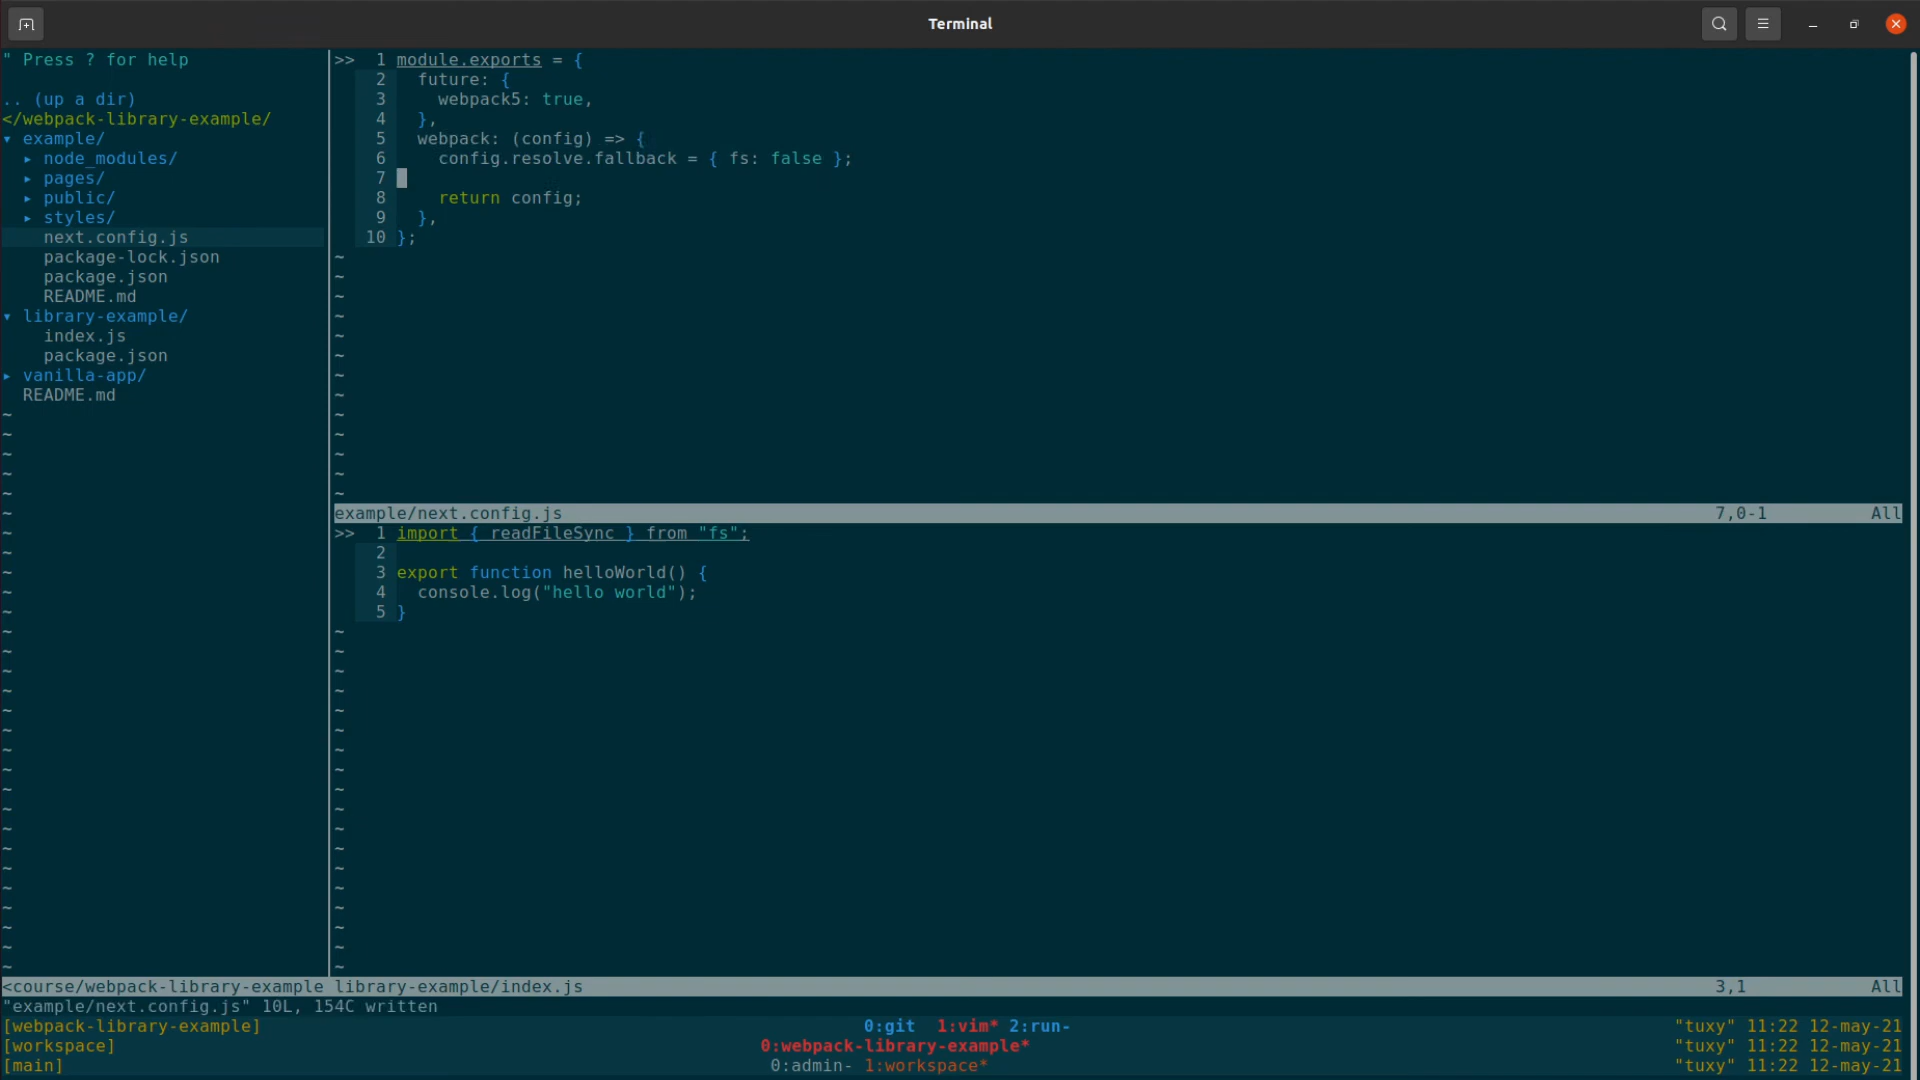 Terminal
" Press ? for help
.. (up a dir)
</webpack-library-example/
▾ example/
▸ node_modules/
▸ pages/
▸ public/
▸ styles/
next.config.js
package-lock.json
package.json
README.md
▾ library-example/
index.js
package.json
▸ vanilla-app/
README.md
>> 1 module.exports = {
2   future: {
3     webpack5: true,
4   },
5   webpack: (config) => {
6     config.resolve.fallback = { fs: false };
7
8     return config;
9   },
10 };
example/next.config.js 7,0-1 All
>> 1 import { readFileSync } from "fs";
2
3 export function helloWorld() {
4   console.log("hello world");
5 }
<course/webpack-library-example library-example/index.js 3,1 All
"example/next.config.js" 10L, 154C written
[webpack-library-example] 0:git 1:vim* 2:run- "tuxy" 11:22 12-may-21
[workspace] 0:webpack-library-example* "tuxy" 11:22 12-may-21
[main] 0:admin- 1:workspace* "tuxy" 11:22 12-may-21